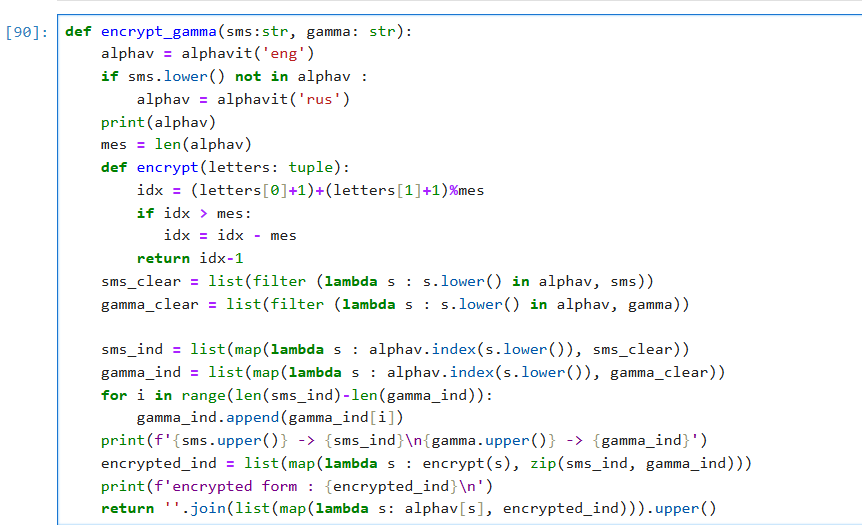 [90]: def encrypt_gamma(sms:str, gamma: str):
    alphav = alphavit('eng')
    if sms.lower() not in alphav :
        alphav = alphavit('rus')
    print(alphav)
    mes = len(alphav)
    def encrypt(letters: tuple):
        idx = (letters[0]+1)+(letters[1]+1)%mes
        if idx > mes:
           idx = idx - mes
        return idx-1
    sms_clear = list(filter (lambda s : s.lower() in alphav, sms))
    gamma_clear = list(filter (lambda s : s.lower() in alphav, gamma))

    sms_ind = list(map(lambda s : alphav.index(s.lower()), sms_clear))
    gamma_ind = list(map(lambda s : alphav.index(s.lower()), gamma_clear))
    for i in range(len(sms_ind)-len(gamma_ind)):
        gamma_ind.append(gamma_ind[i])
    print(f'{sms.upper()} -> {sms_ind}\n{gamma.upper()} -> {gamma_ind}')
    encrypted_ind = list(map(lambda s : encrypt(s), zip(sms_ind, gamma_ind)))
    print(f'encrypted form : {encrypted_ind}\n')
    return ''.join(list(map(lambda s: alphav[s], encrypted_ind))).upper()